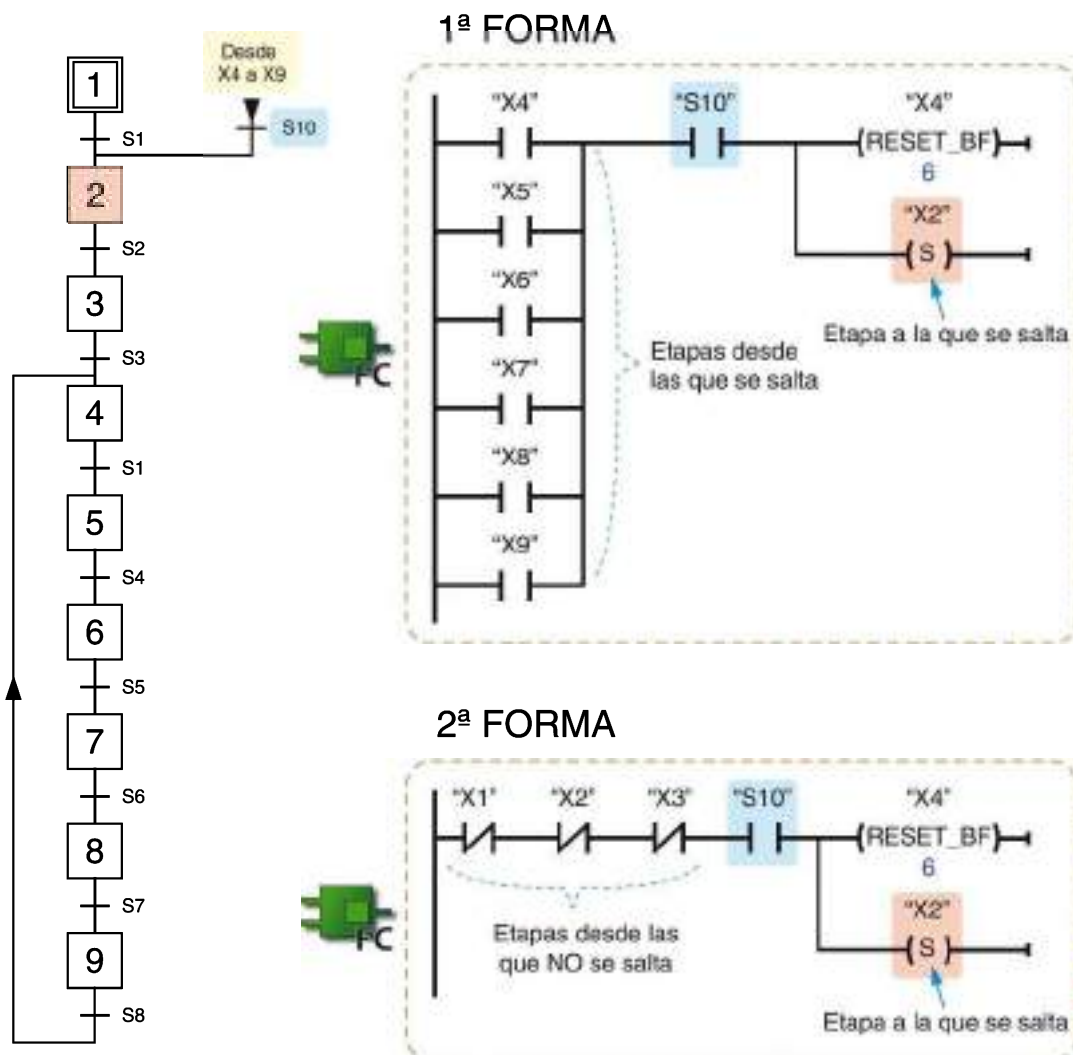 1ª FORMA
Desde
X4 a X9
S10
1
S1
2
S2
3
S3
4
S1
5
S4
6
S5
7
S6
8
S7
9
S8
"X4"
"S10"
"X4"
(RESET_BF)
6
"X5"
"X2"
(S)
"X6"
Etapa a la que se salta
Etapas desde
las que se salta
FC
"X7"
"X8"
"X9"
2ª FORMA
"X1" "X2" "X3" "S10" "X4"
(RESET_BF)
6
"X2"
(S)
FC
Etapas desde las
que NO se salta
Etapa a la que se salta